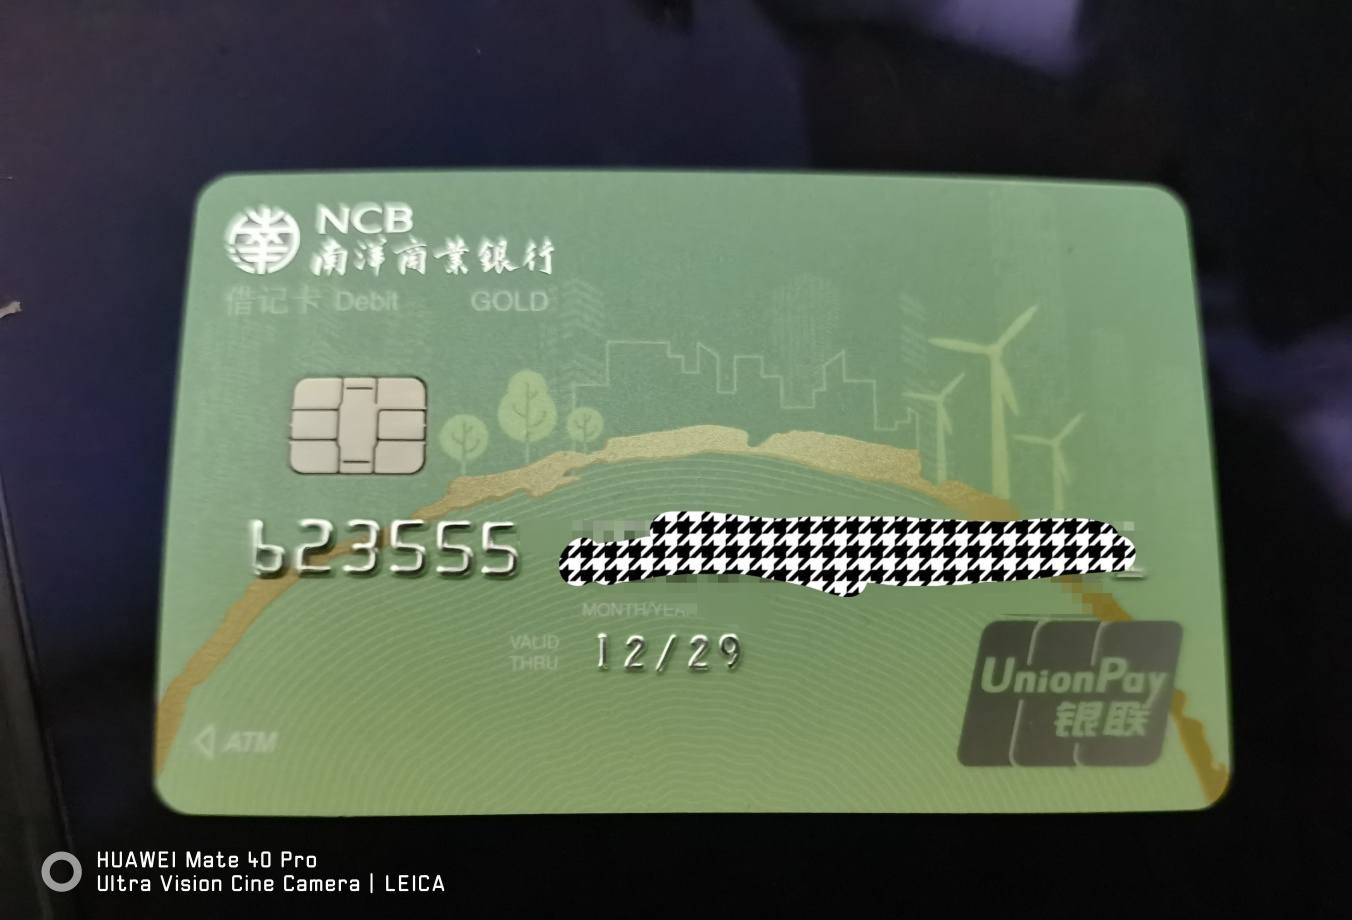 NCB
南洋商業銀行
借记卡 Debit GOLD
623555
MONTH/YEAR
VALID THRU 12/29
ATM
UnionPay
银联
HUAWEI Mate 40 Pro
Ultra Vision Cine Camera | LEICA